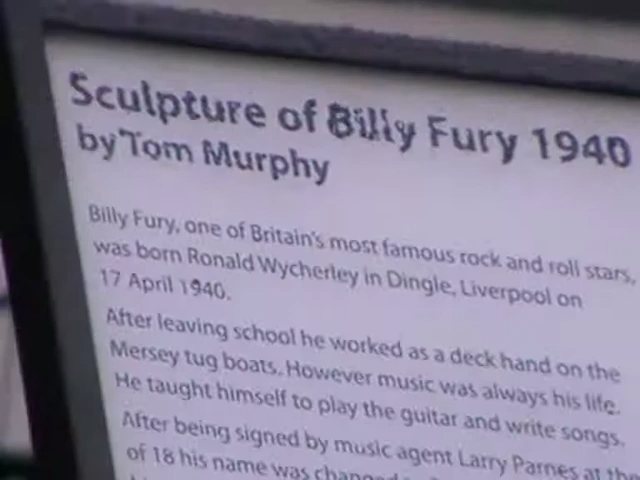 Sculpture of Billy Fury 1940
by Tom Murphy
Billy Fury, one of Britain's most famous rock and roll stars,
was born Ronald Wycherley in Dingle, Liverpool on
17 April 1940.
After leaving school he worked as a deck hand on the
Mersey tug boats. However music was always his life.
He taught himself to play the guitar and write songs.
After being signed by music agent Larry Parnes at the
of 18 his name was changed